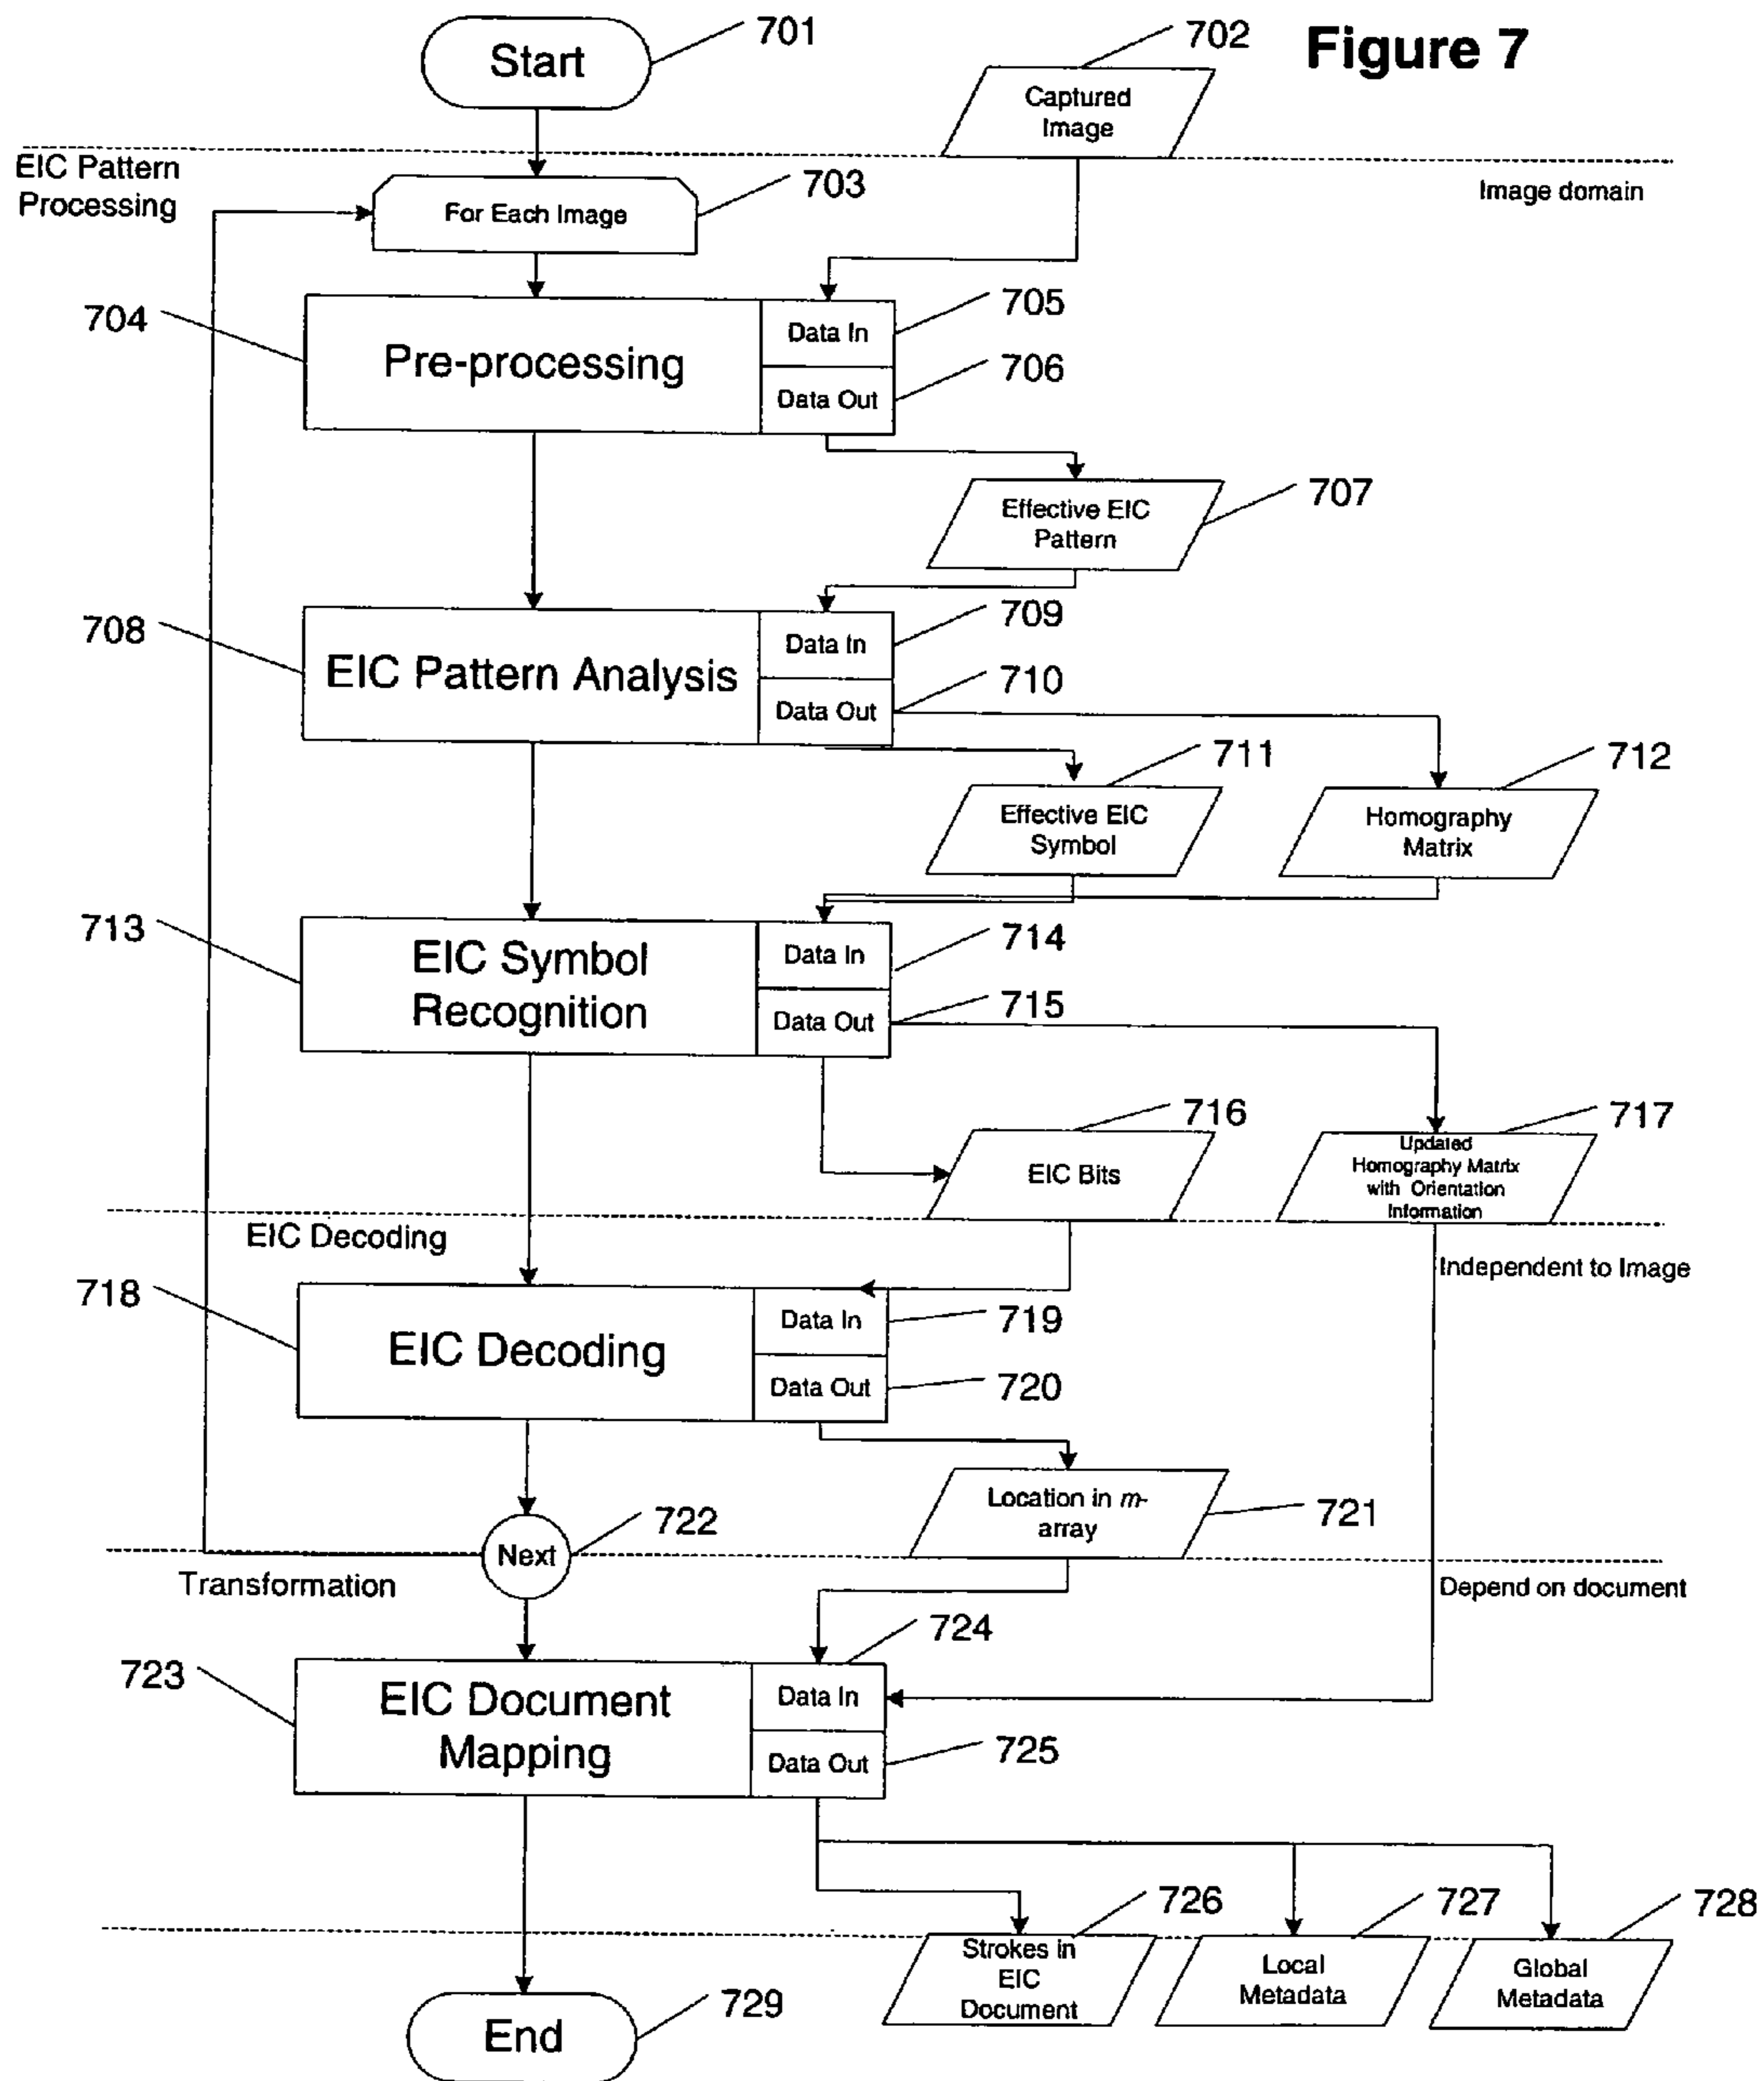 Figure 7
Start
701
702
Captured
Image
EIC Pattern
Processing
Image domain
703
For Each Image
704
Pre-processing
Data In
705
Data Out
706
Effective EIC
Pattern
707
708
EIC Pattern Analysis
Data In
709
Data Out
710
711
Effective EIC
Symbol
712
Homography
Matrix
713
EIC Symbol
Recognition
Data In
714
Data Out
715
716
EIC Bits
717
Updated
Homography Matrix
with Orientation
Information
EIC Decoding
Independent to Image
718
EIC Decoding
Data In
719
Data Out
720
Location in m-
array
721
Next
722
Transformation
Depend on document
723
EIC Document
Mapping
724
Data In
Data Out
725
726
Strokes in
EIC
Document
727
Local
Metadata
728
Global
Metadata
End
729